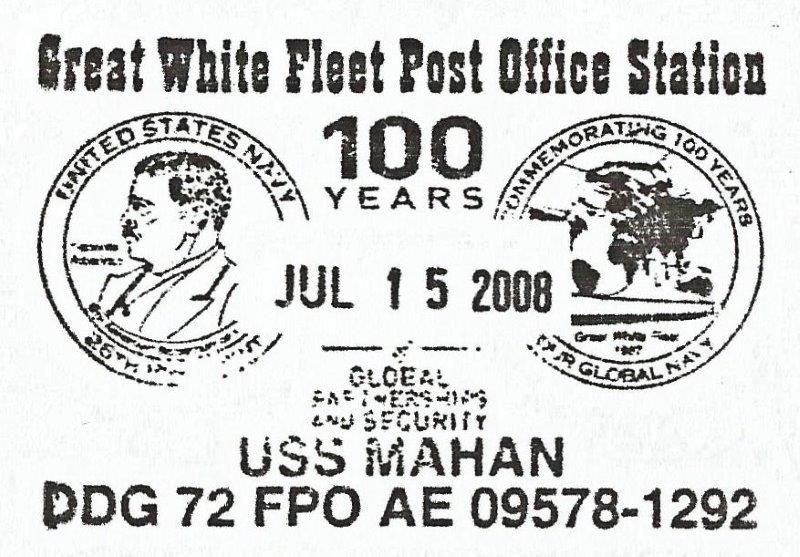 Great White Fleet Post Office Station
100
YEARS
UNITED STATES NAVY
COMMEMORATING 100 YEARS
JUL 15 2008
Great White Fleet
1907
OUR GLOBAL NAVY
26TH
GLOBAL
PARTNERSHIPS
AND SECURITY
USS MAHAN
DDG 72 FPO AE 09578-1292